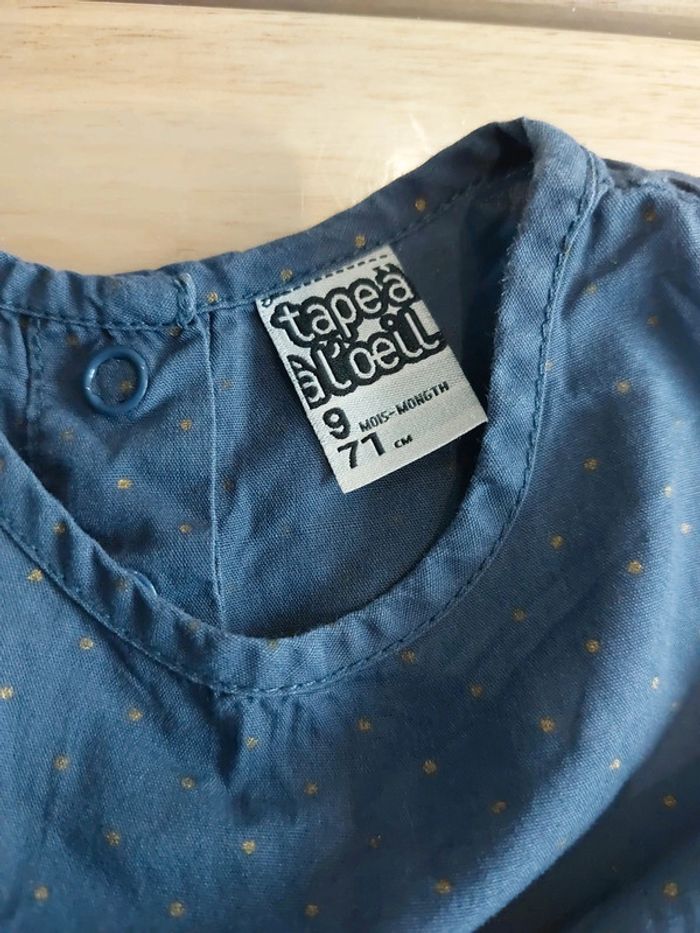 tape à
à l'oeil
9 MOIS-MONGTH
71 CM